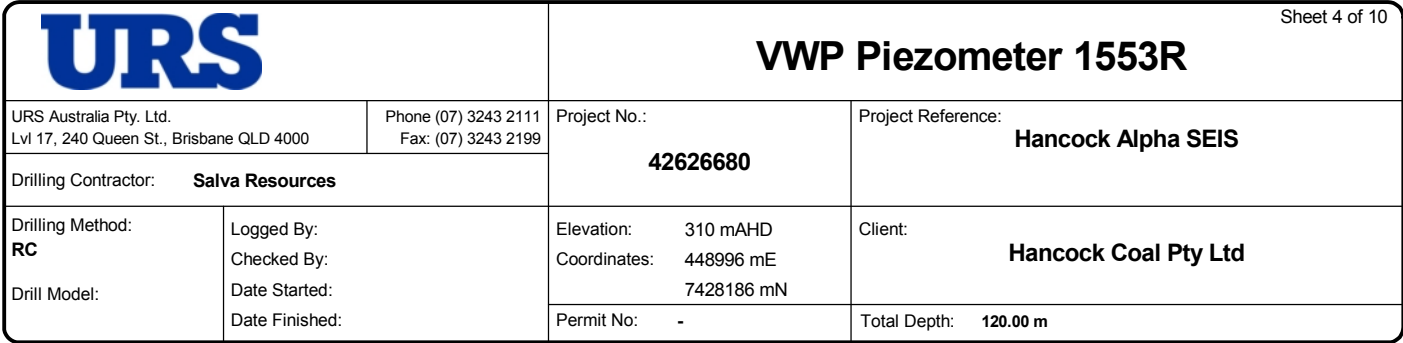 URS
Sheet 4 of 10
VWP Piezometer 1553R
URS Australia Pty. Ltd.
Lvl 17, 240 Queen St., Brisbane QLD 4000
Phone (07) 3243 2111
Fax: (07) 3243 2199
Project No.:
42626680
Project Reference:
Hancock Alpha SEIS
Drilling Contractor: Salva Resources
Drilling Method:
RC
Drill Model:
Logged By:
Checked By:
Date Started:
Date Finished:
Elevation: 310 mAHD
Coordinates: 448996 mE
7428186 mN
Permit No: -
Client:
Hancock Coal Pty Ltd
Total Depth: 120.00 m